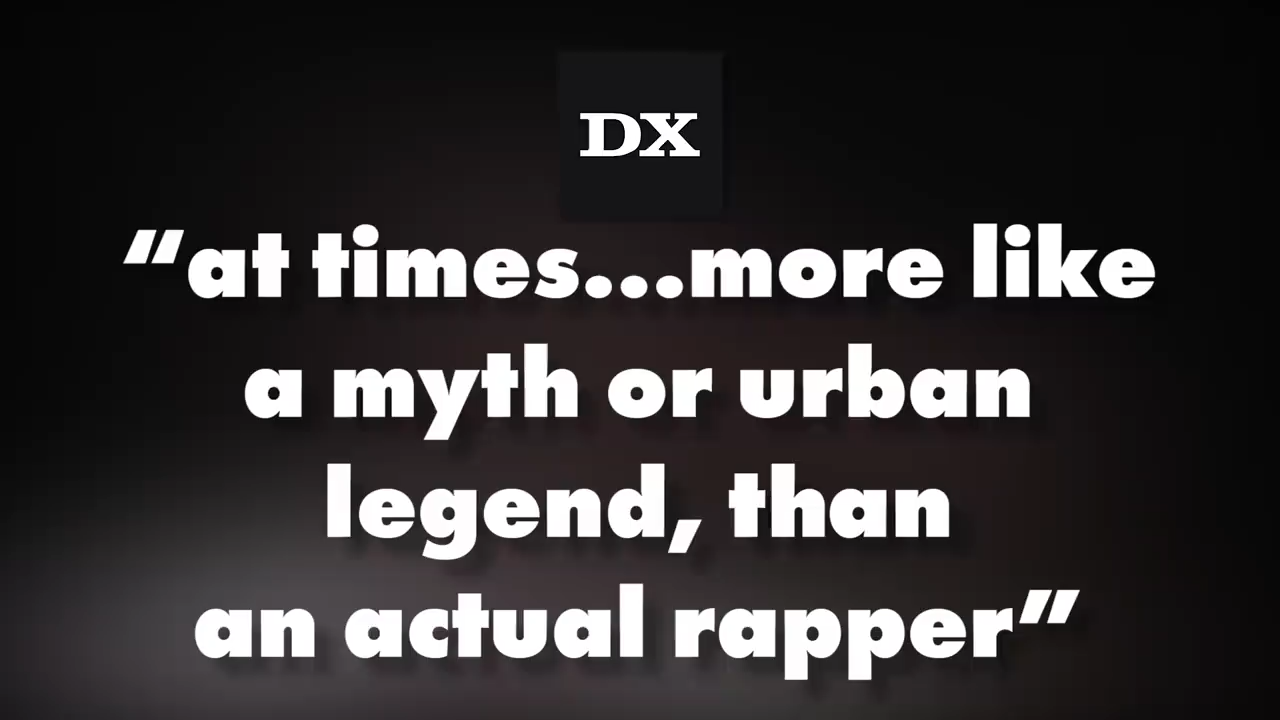 DX
“at times...more like
a myth or urban
legend, than
an actual rapper”